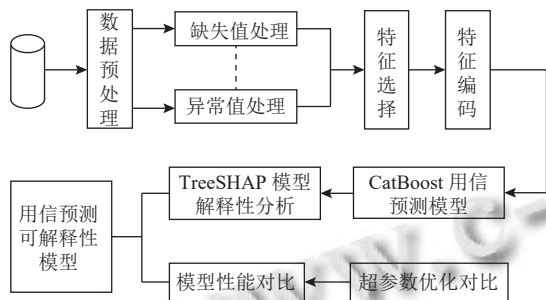 数据预处理
缺失值处理
异常值处理
特征选择
特征编码
TreeSHAP 模型
解释性分析
CatBoost 用信
预测模型
用信预测
可解释性
模型
模型性能对比
超参数优化对比
www.c-